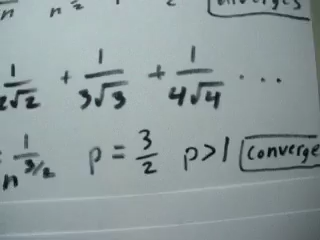 1/2√2 + 1/3√3 + 1/4√4 ...
= 1/n^3/2 p = 3/2 p>1 converge